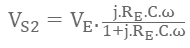 V_S2 = V_E. j.R_E.C.ω / 1+j.R_E.C.ω